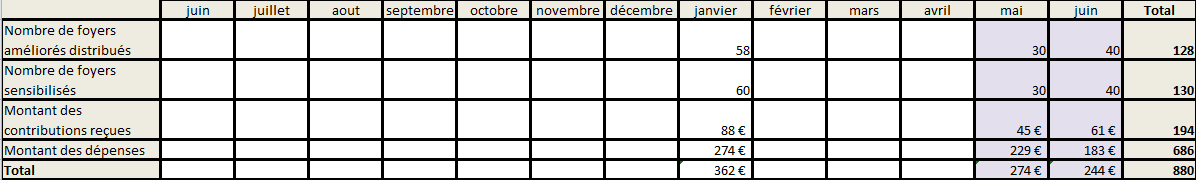 juin juillet aout septembre octobre novembre décembre janvier février mars avril mai juin Total
Nombre de foyers
améliorés distribués 58 30 40 128
Nombre de foyers
sensibilisés 60 30 40 130
Montant des
contributions reçues 88 € 45 € 61 € 194
Montant des dépenses 274 € 229 € 183 € 686
Total 362 € 274 € 244 € 880